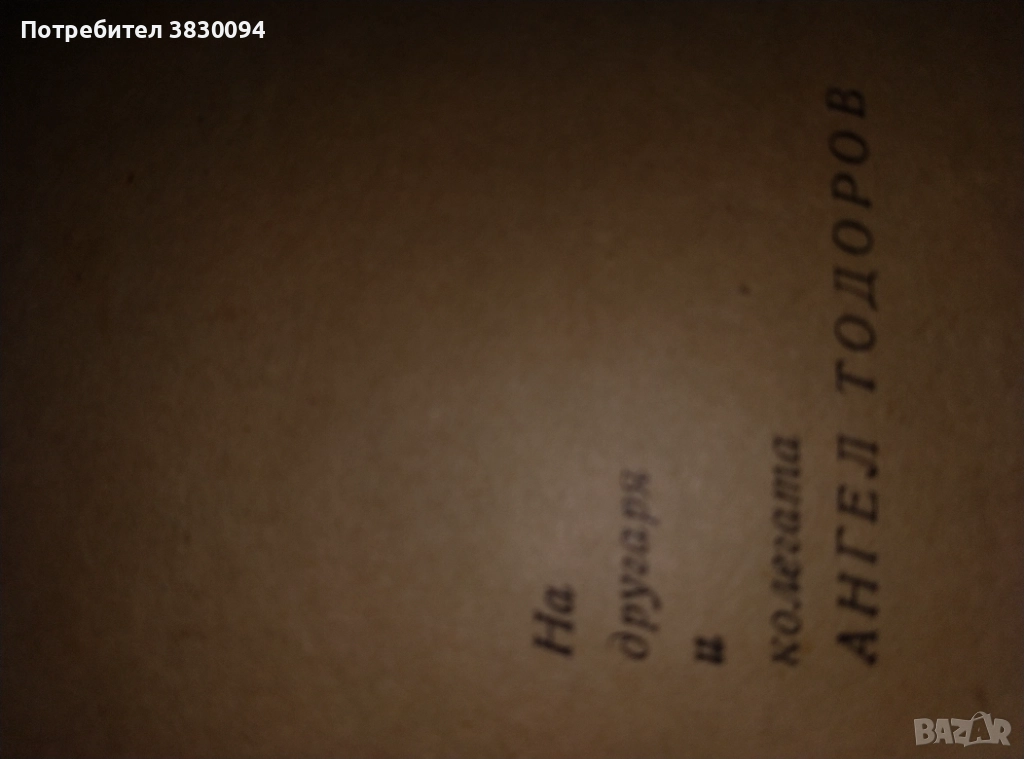 Потребител 3830094
На
другаря
и
колегата
АНГЕЛ ТОДОРОВ
BAZAR